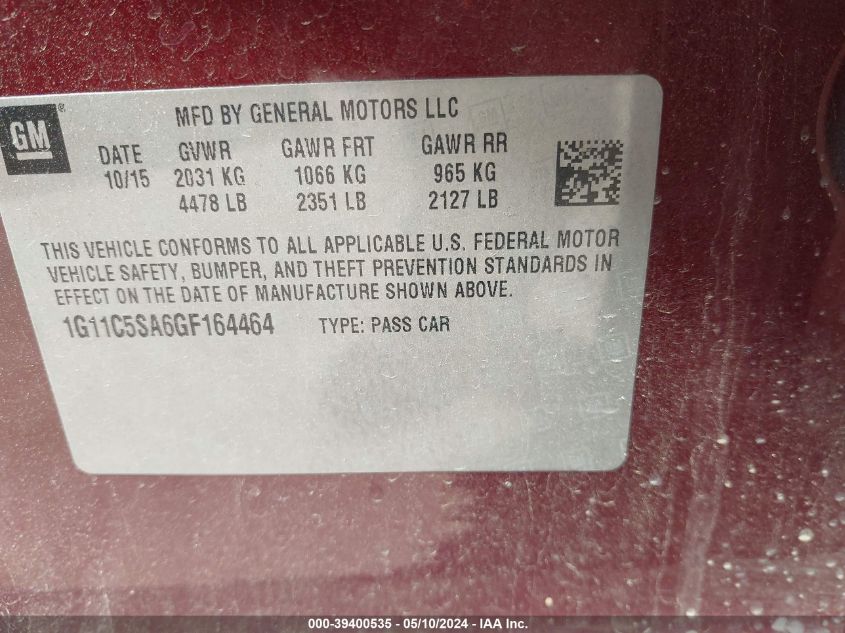 GM
®
MFD BY GENERAL MOTORS LLC
DATE GVWR GAWR FRT GAWR RR
10/15 2031 KG 1066 KG 965 KG
4478 LB 2351 LB 2127 LB
THIS VEHICLE CONFORMS TO ALL APPLICABLE U.S. FEDERAL MOTOR
VEHICLE SAFETY, BUMPER, AND THEFT PREVENTION STANDARDS IN
EFFECT ON THE DATE OF MANUFACTURE SHOWN ABOVE.
1G11C5SA6GF164464 TYPE: PASS CAR
000-39400535 - 05/10/2024 - IAA Inc.